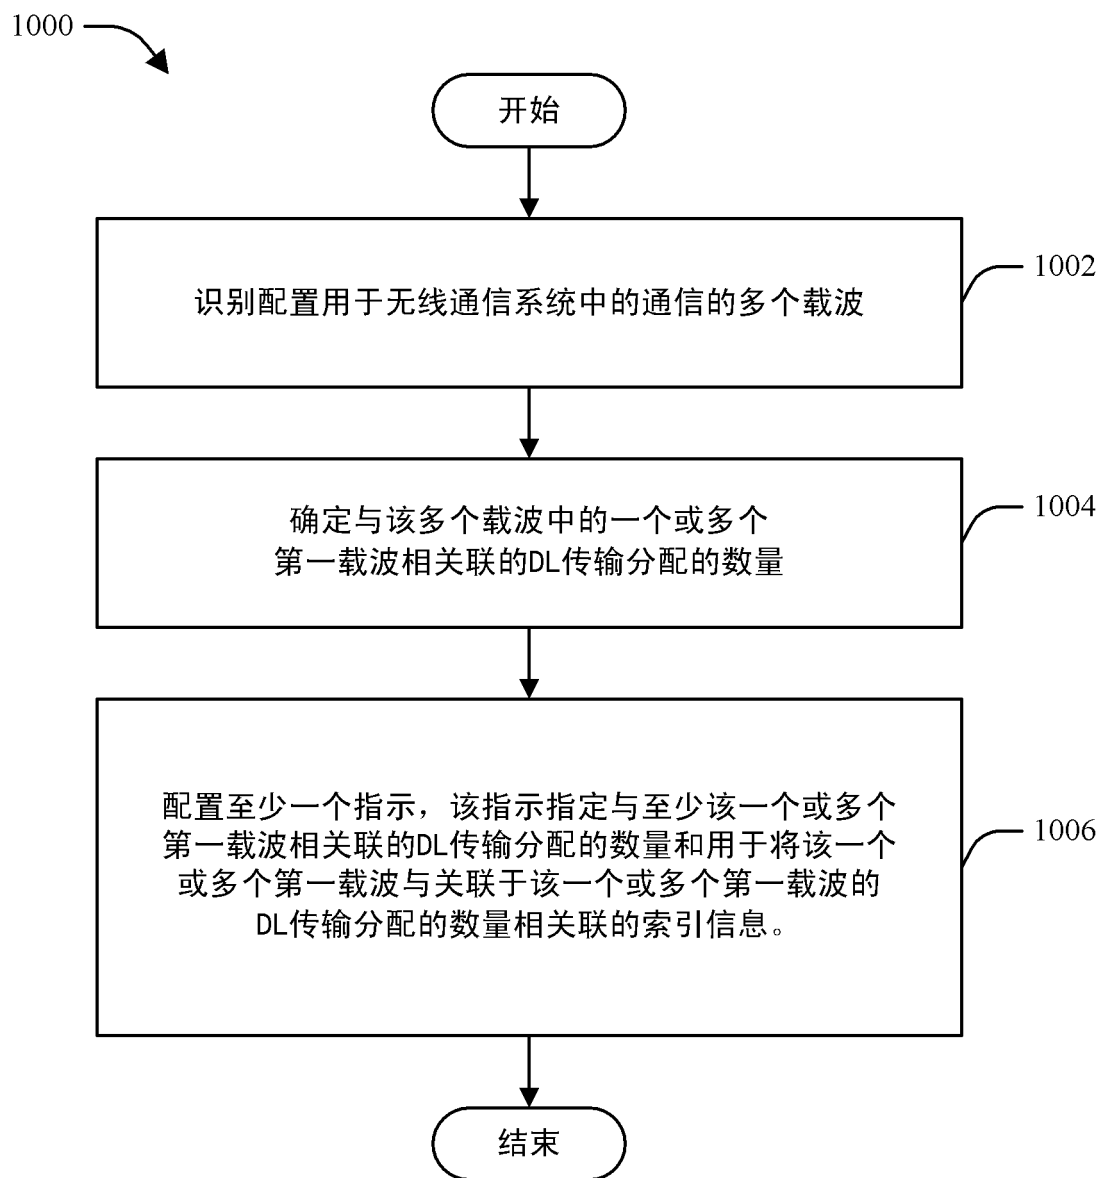 1000
开始
识别配置用于无线通信系统中的通信的多个载波
1002
确定与该多个载波中的一个或多个
第一载波相关联的DL传输分配的数量
1004
配置至少一个指示，该指示指定与至少该一个或多个
第一载波相关联的DL传输分配的数量和用于将该一个
或多个第一载波与关联于该一个或多个第一载波的
DL传输分配的数量相关联的索引信息。
1006
结束